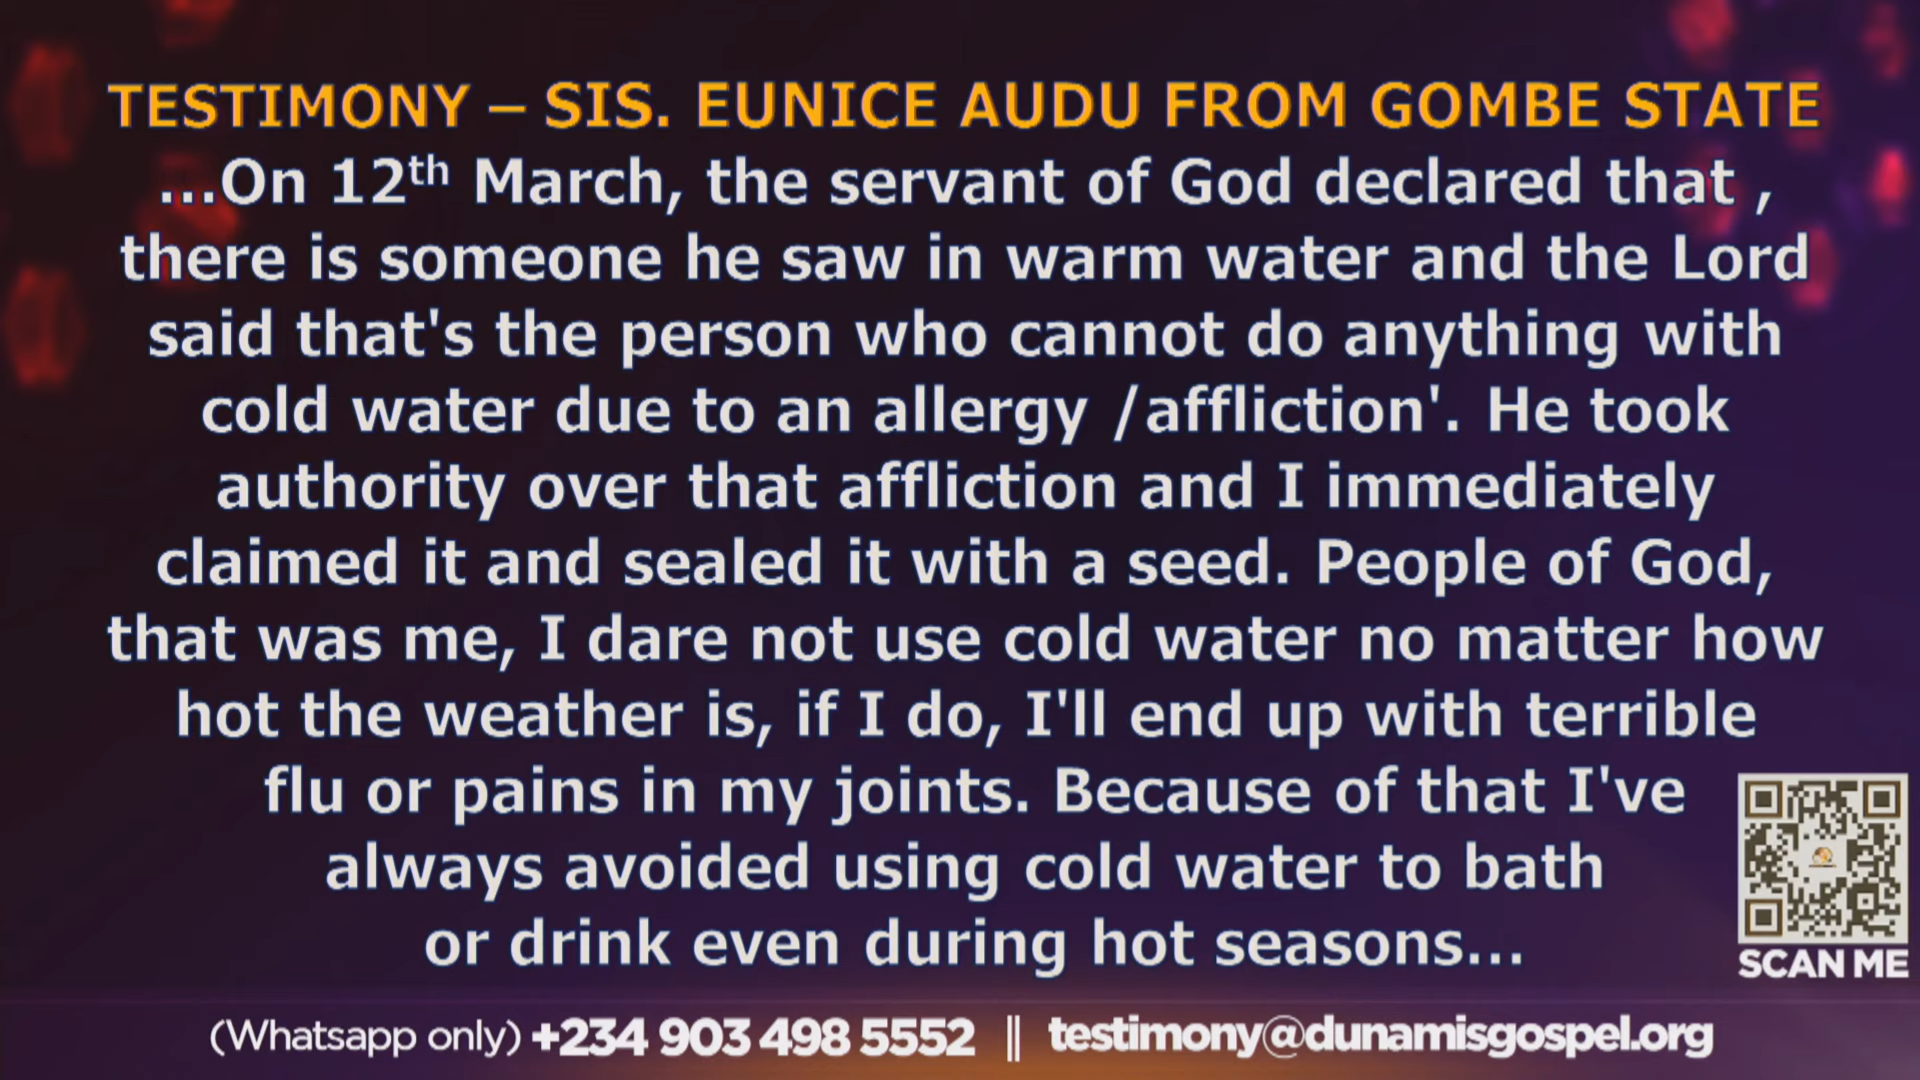 TESTIMONY – SIS. EUNICE AUDU FROM GOMBE STATE
...On 12th March, the servant of God declared that ,
there is someone he saw in warm water and the Lord
said that's the person who cannot do anything with
cold water due to an allergy /affliction'. He took
authority over that affliction and I immediately
claimed it and sealed it with a seed. People of God,
that was me, I dare not use cold water no matter how
hot the weather is, if I do, I'll end up with terrible
flu or pains in my joints. Because of that I've
always avoided using cold water to bath
or drink even during hot seasons...
SCAN ME
(Whatsapp only) +234 903 498 5552 || testimony@dunamisgospel.org